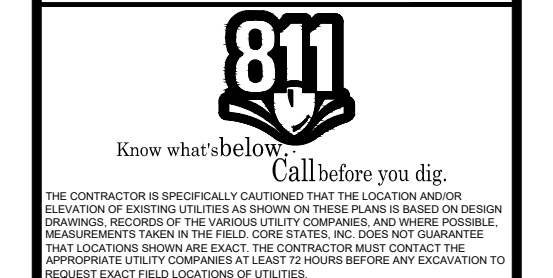 811
Know what's below.
Call before you dig.
THE CONTRACTOR IS SPECIFICALLY CAUTIONED THAT THE LOCATION AND/OR
ELEVATION OF EXISTING UTILITIES AS SHOWN ON THESE PLANS IS BASED ON DESIGN
DRAWINGS, RECORDS OF THE VARIOUS UTILITY COMPANIES, AND WHERE POSSIBLE,
MEASUREMENTS TAKEN IN THE FIELD. CORE STATES, INC. DOES NOT GUARANTEE
THAT LOCATIONS SHOWN ARE EXACT. THE CONTRACTOR MUST CONTACT THE
APPROPRIATE UTILITY COMPANIES AT LEAST 72 HOURS BEFORE ANY EXCAVATION TO
REQUEST EXACT FIELD LOCATIONS OF UTILITIES.